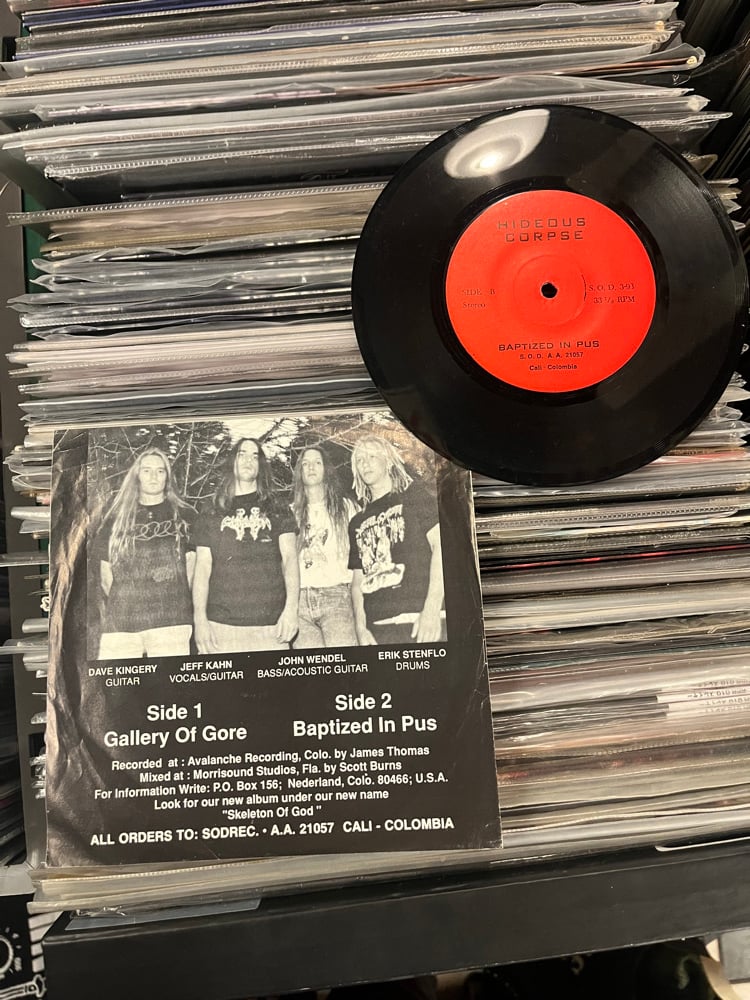 HIDEOUS
CORPSE
SIDE - B
Stereo
S. O. D. 3-93
33 ⅓ RPM
BAPTIZED IN PUS
S. O. D. A. A. 21057
Cali - Colombia
DAVE KINGERY
GUITAR
JEFF KAHN
VOCALS/GUITAR
JOHN WENDEL
BASS/ACOUSTIC GUITAR
ERIK STENFLO
DRUMS
Side 1
Gallery Of Gore
Side 2
Baptized In Pus
Recorded at : Avalanche Recording, Colo. by James Thomas
Mixed at : Morrisound Studios, Fla. by Scott Burns
For Information Write: P.O. Box 156; Nederland, Colo. 80466; U.S.A.
Look for our new album under our new name
"Skeleton Of God "
ALL ORDERS TO: SODREC. • A.A. 21057 CALI - COLOMBIA